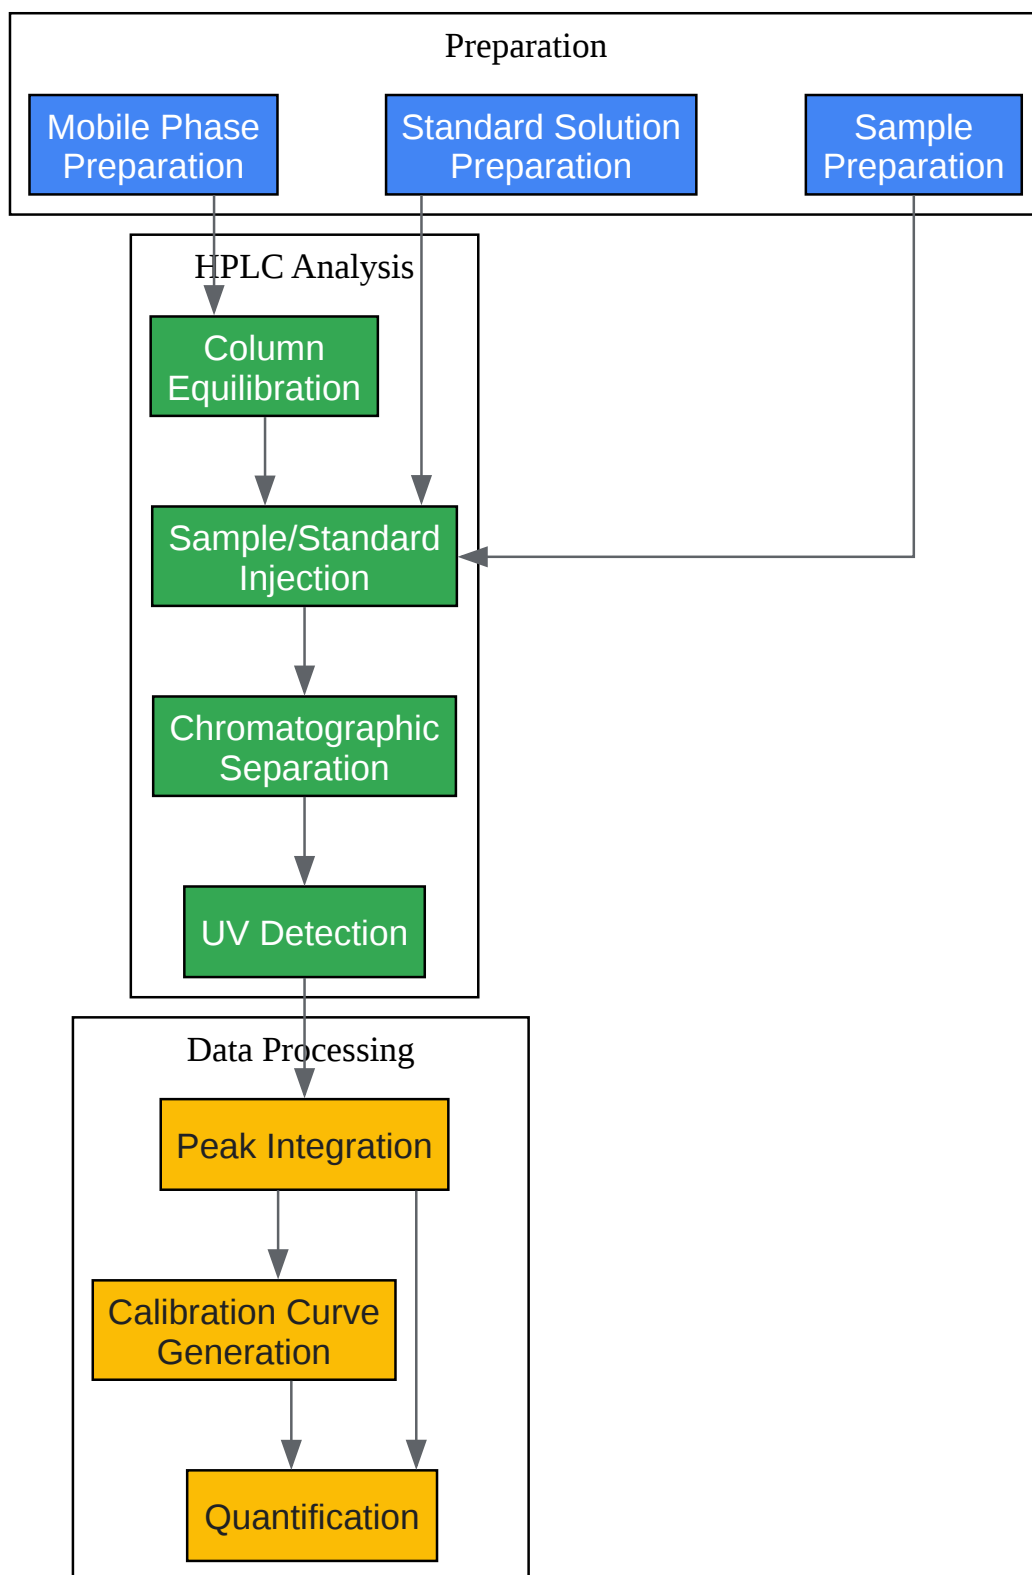 Preparation
Mobile Phase
Preparation
Standard Solution
Preparation
Sample
Preparation
HPLC Analysis
Column
Equilibration
Sample/Standard
Injection
Chromatographic
Separation
UV Detection
Data Processing
Peak Integration
Calibration Curve
Generation
Quantification